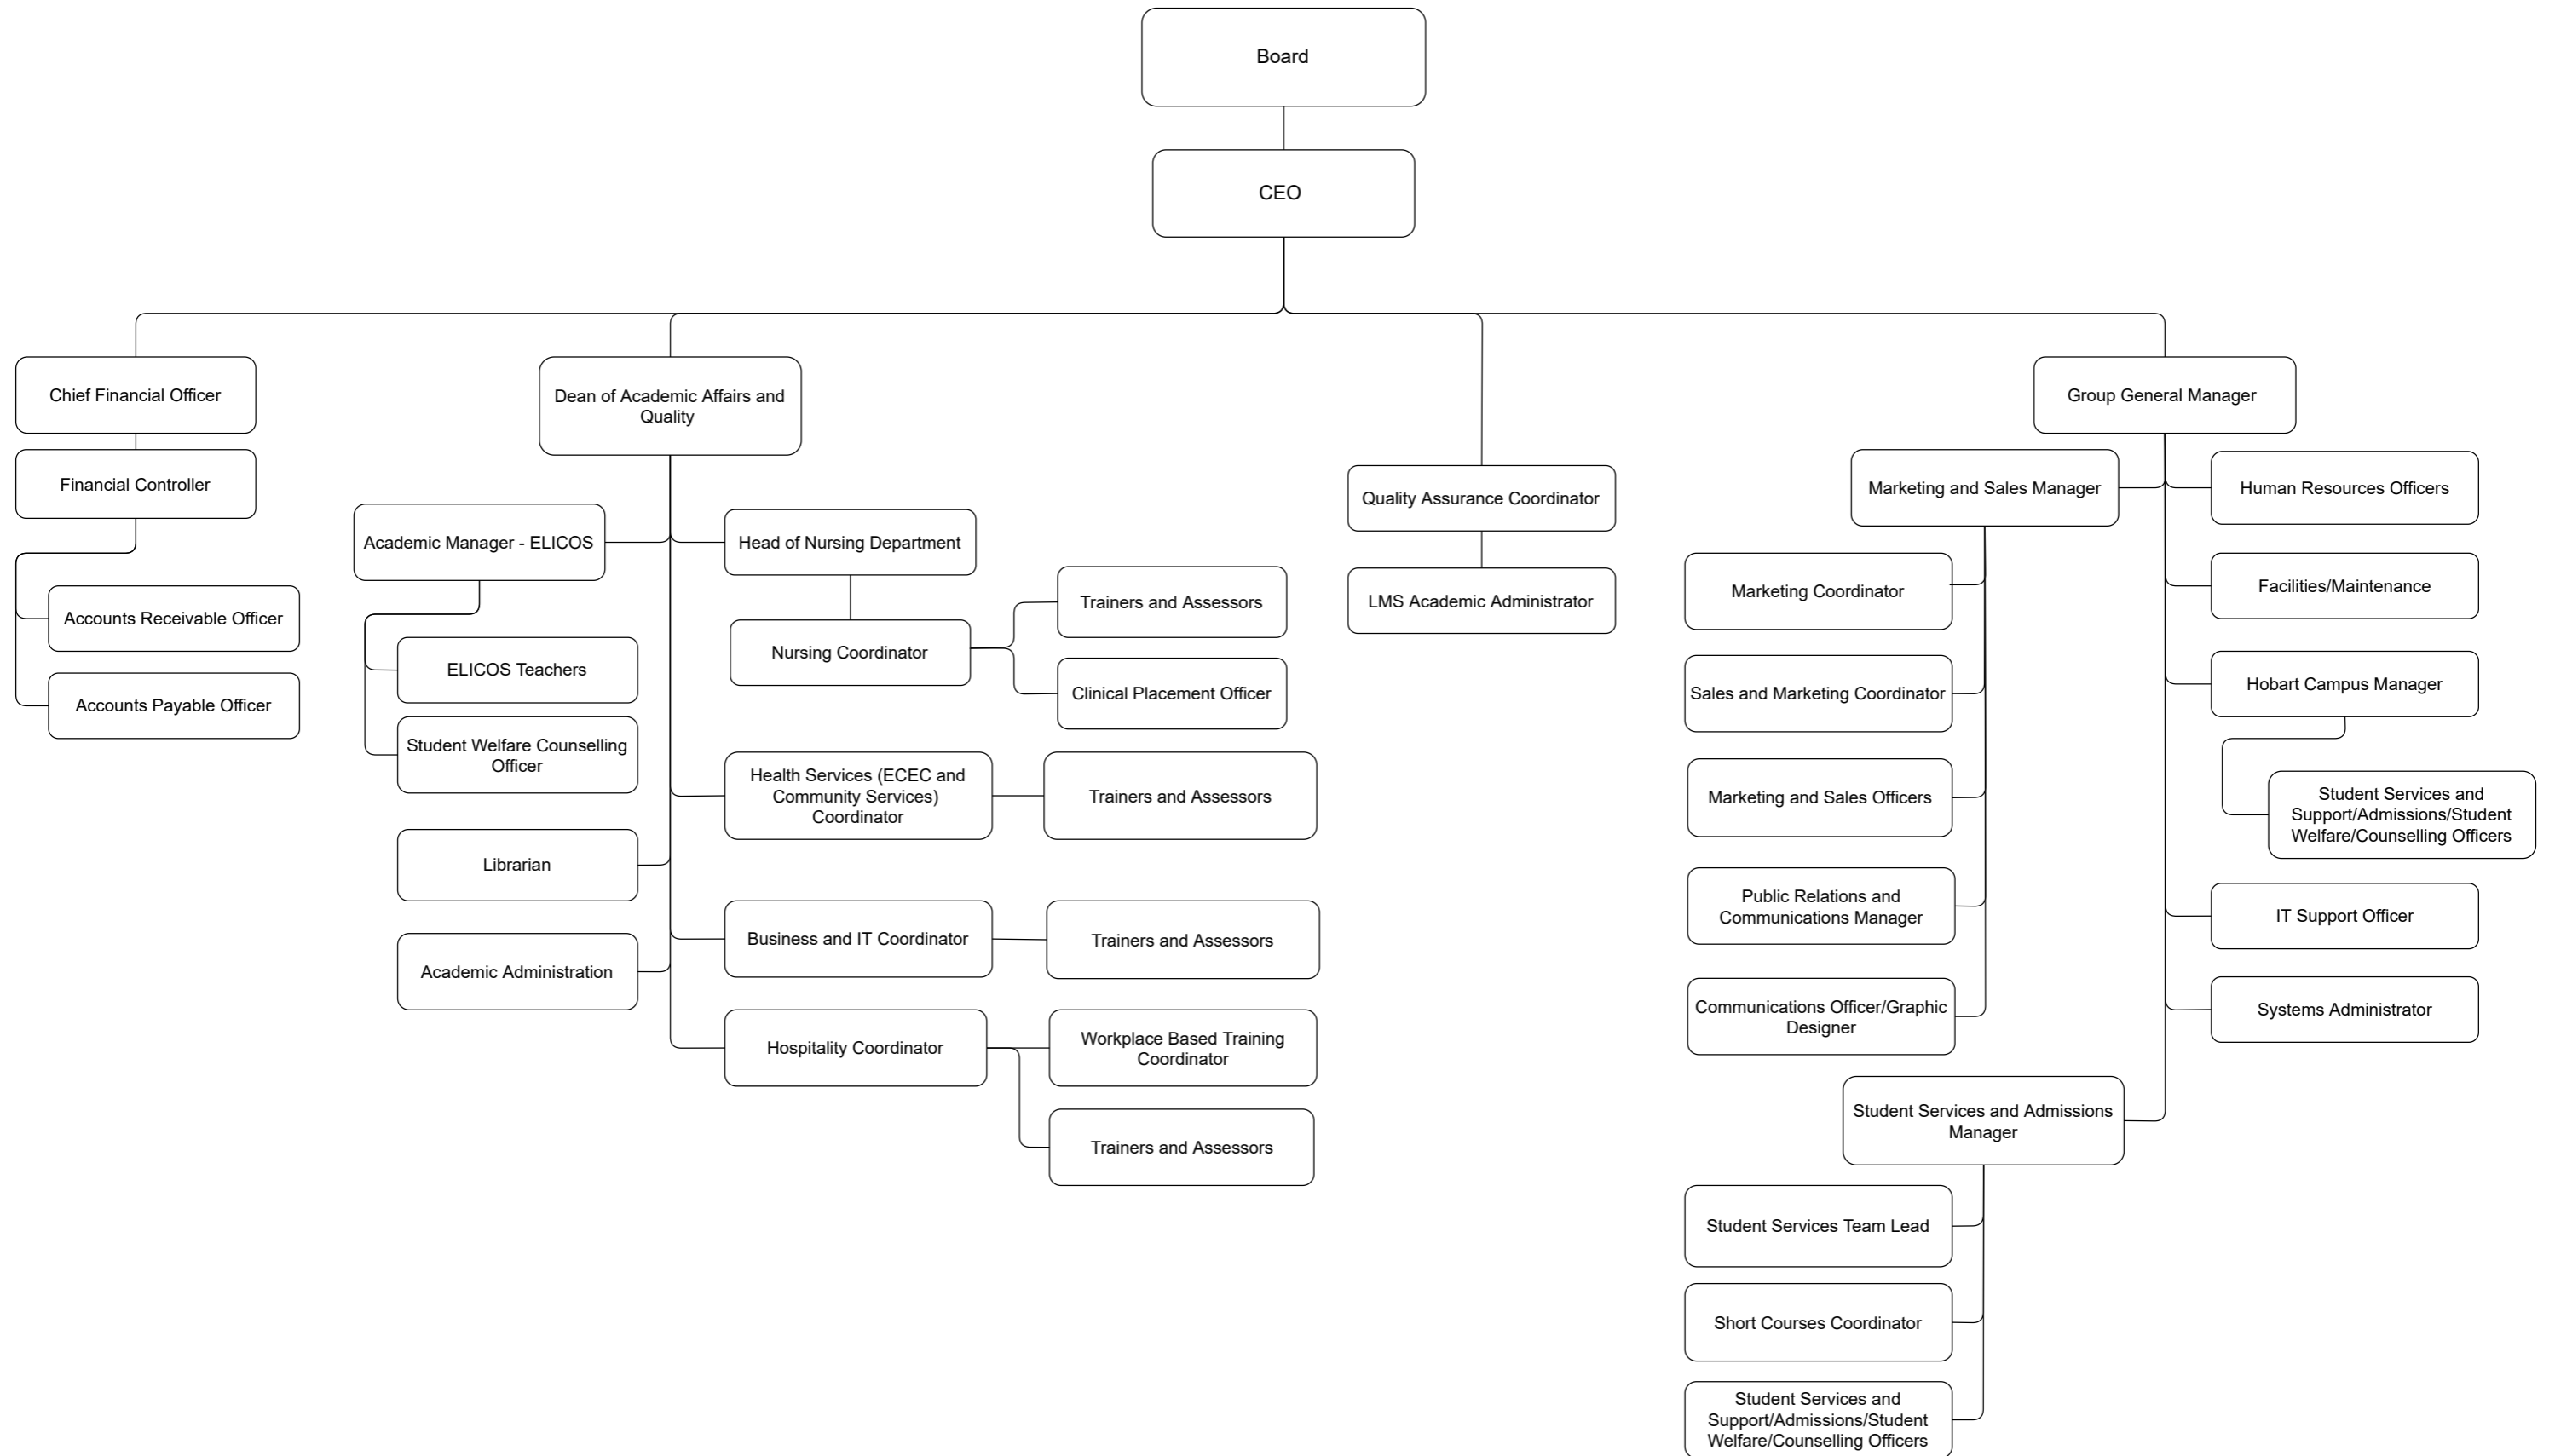 Board
CEO
Chief Financial Officer
Financial Controller
Accounts Receivable Officer
Accounts Payable Officer
Dean of Academic Affairs and
Quality
Academic Manager - ELICOS
ELICOS Teachers
Student Welfare Counselling
Officer
Librarian
Academic Administration
Head of Nursing Department
Nursing Coordinator
Trainers and Assessors
Clinical Placement Officer
Health Services (ECEC and
Community Services)
Coordinator
Trainers and Assessors
Business and IT Coordinator
Trainers and Assessors
Hospitality Coordinator
Workplace Based Training
Coordinator
Trainers and Assessors
Quality Assurance Coordinator
LMS Academic Administrator
Group General Manager
Marketing and Sales Manager
Marketing Coordinator
Sales and Marketing Coordinator
Marketing and Sales Officers
Public Relations and
Communications Manager
Communications Officer/Graphic
Designer
Human Resources Officers
Facilities/Maintenance
Hobart Campus Manager
Student Services and
Support/Admissions/Student
Welfare/Counselling Officers
IT Support Officer
Systems Administrator
Student Services and Admissions
Manager
Student Services Team Lead
Short Courses Coordinator
Student Services and
Support/Admissions/Student
Welfare/Counselling Officers